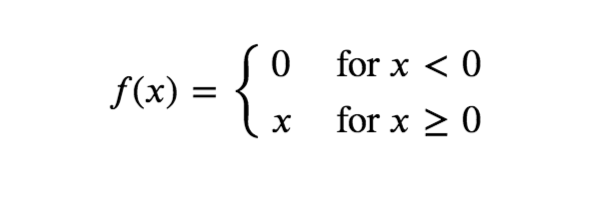 f(x) = { 0 for x < 0
x for x ≥ 0